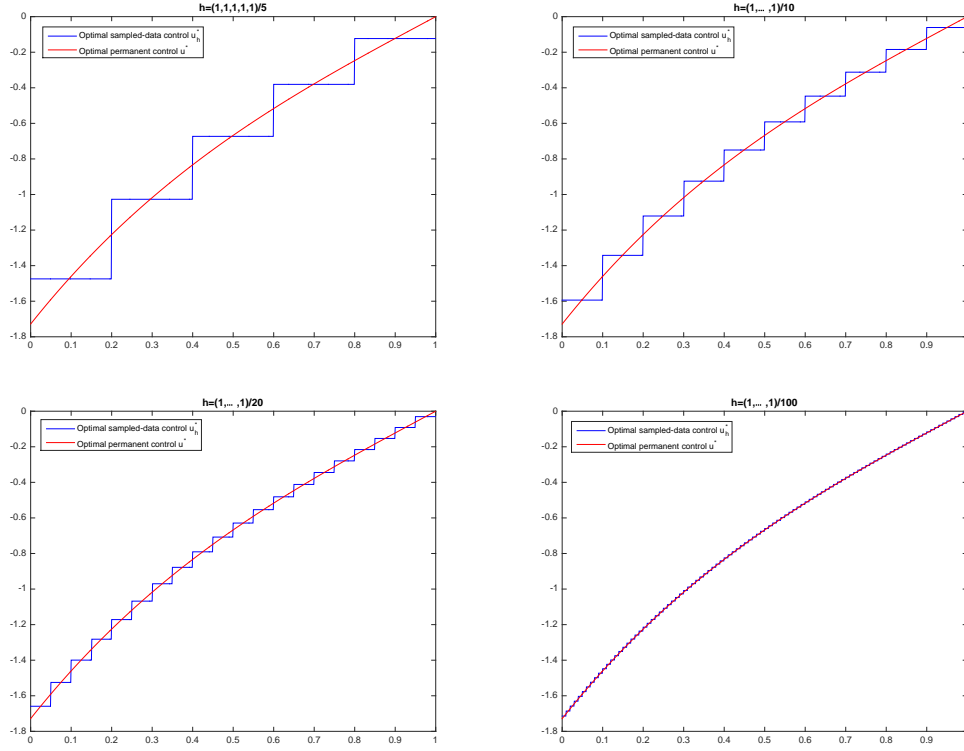 h=(1,1,1,1,1)/5
Optimal sampled-data control u*h
Optimal permanent control u*
0
-0.2
-0.4
-0.6
-0.8
-1
-1.2
-1.4
-1.6
-1.8
0 0.1 0.2 0.3 0.4 0.5 0.6 0.7 0.8 0.9 1
h=(1,... ,1)/10
Optimal sampled-data control u*h
Optimal permanent control u*
0
-0.2
-0.4
-0.6
-0.8
-1
-1.2
-1.4
-1.6
-1.8
0 0.1 0.2 0.3 0.4 0.5 0.6 0.7 0.8 0.9
h=(1,... ,1)/20
Optimal sampled-data control u*h
Optimal permanent control u*
0
-0.2
-0.4
-0.6
-0.8
-1
-1.2
-1.4
-1.6
-1.8
0 0.1 0.2 0.3 0.4 0.5 0.6 0.7 0.8 0.9 1
h=(1,... ,1)/100
Optimal sampled-data control u*h
Optimal permanent control u*
0
-0.2
-0.4
-0.6
-0.8
-1
-1.2
-1.4
-1.6
-1.8
0 0.1 0.2 0.3 0.4 0.5 0.6 0.7 0.8 0.9